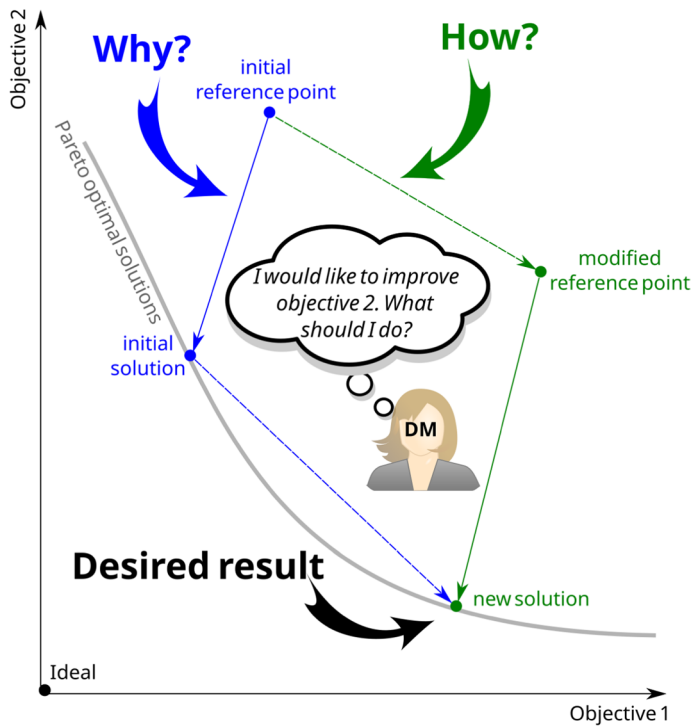 Objective 2
Why?
How?
initial
reference point
Pareto optimal solutions
modified
reference point
I would like to improve
objective 2. What
should I do?
initial
solution
DM
Desired result
new solution
Ideal
Objective 1